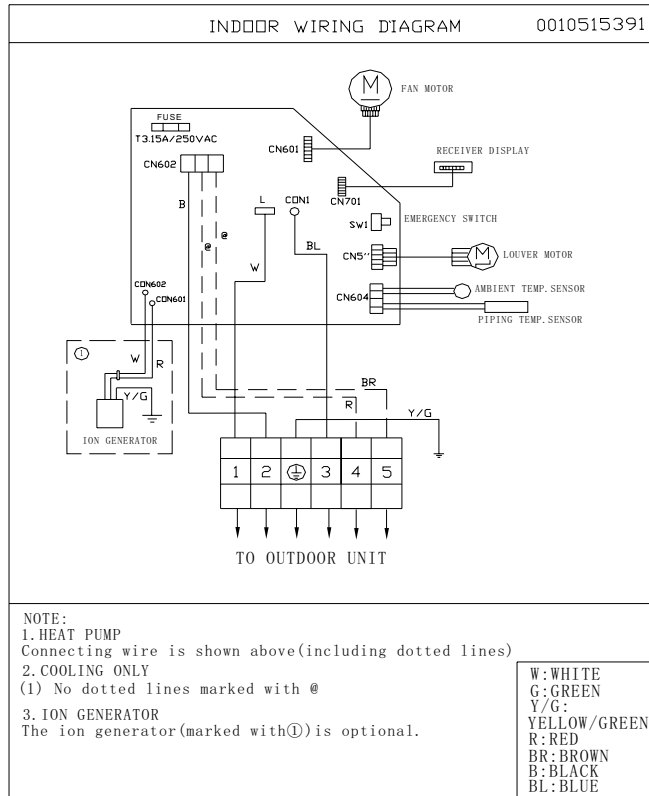 INDOOR WIRING DIAGRAM 0010515391
M
FAN MOTOR
FUSE
T3.15A/250VAC
CN601
CN602
RECEIVER DISPLAY
CN701
L
CON1
B
SW1
EMERGENCY SWITCH
@
@
BL
CN5''
M
LOUVER MOTOR
W
CON602
CON601
CN604
AMBIENT TEMP.SENSOR
PIPING TEMP.SENSOR
①
W
R
Y/G
ION GENERATOR
BR
R
Y/G
1 2 3 4 5
TO OUTDOOR UNIT
NOTE:
1.HEAT PUMP
Connecting wire is shown above(including dotted lines)
2.COOLING ONLY
(1) No dotted lines marked with @
3.ION GENERATOR
The ion generator(marked with①)is optional.
W:WHITE
G:GREEN
Y/G:
YELLOW/GREEN
R:RED
BR:BROWN
B:BLACK
BL:BLUE